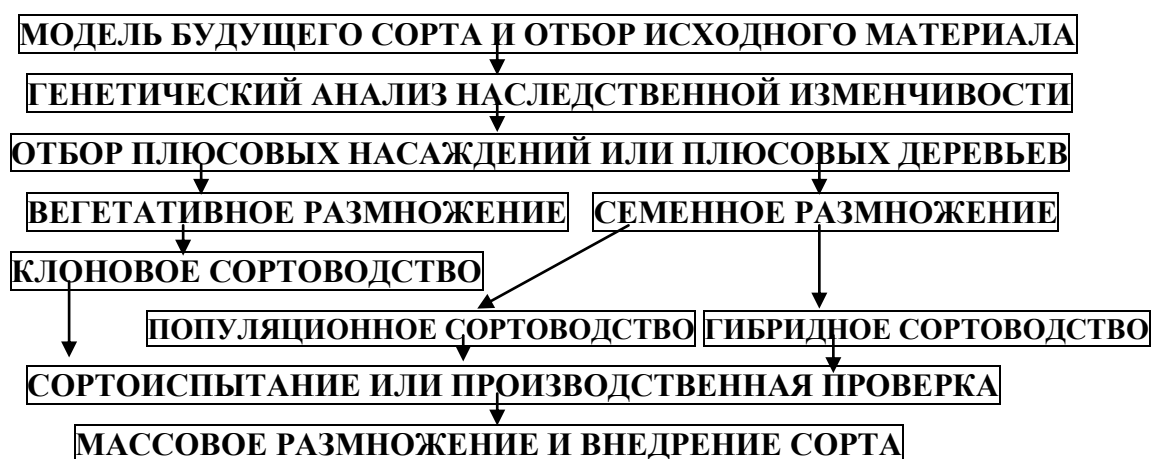 МОДЕЛЬ БУДУЩЕГО СОРТА И ОТБОР ИСХОДНОГО МАТЕРИАЛА
ГЕНЕТИЧЕСКИЙ АНАЛИЗ НАСЛЕДСТВЕННОЙ ИЗМЕНЧИВОСТИ
ОТБОР ПЛЮСОВЫХ НАСАЖДЕНИЙ ИЛИ ПЛЮСОВЫХ ДЕРЕВЬЕВ
ВЕГЕТАТИВНОЕ РАЗМНОЖЕНИЕ СЕМЕННОЕ РАЗМНОЖЕНИЕ
КЛОНОВОЕ СОРТОВОДСТВО
ПОПУЛЯЦИОННОЕ СОРТОВОДСТВО ГИБРИДНОЕ СОРТОВОДСТВО
СОРТОИСПЫТАНИЕ ИЛИ ПРОИЗВОДСТВЕННАЯ ПРОВЕРКА
МАССОВОЕ РАЗМНОЖЕНИЕ И ВНЕДРЕНИЕ СОРТА